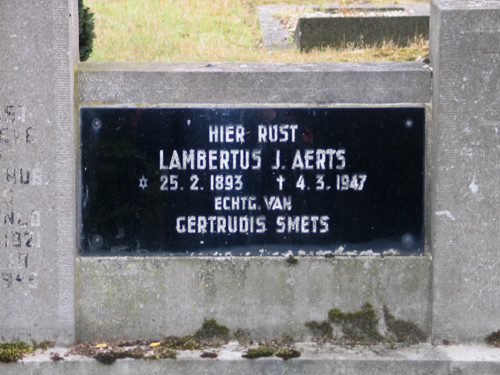 HIER RUST
LAMBERTUS J. AERTS
✡ 25. 2. 1893 ✝ 4. 3. 1947
ECHTG. VAN
GERTRUDIS SMETS